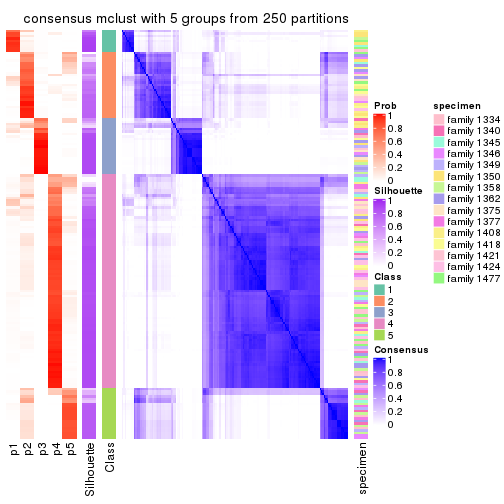 consensus mclust with 5 groups from 250 partitions
Prob
1
0.8
0.6
0.4
0.2
0
Silhouette
1
0.8
0.6
0.4
0.2
0
Class
1
2
3
4
5
Consensus
1
0.8
0.6
0.4
0.2
0
specimen
family 1334
family 1340
family 1345
family 1346
family 1349
family 1350
family 1358
family 1362
family 1375
family 1377
family 1408
family 1418
family 1421
family 1424
family 1477
p1
p2
p3
p4
p5
Silhouette
Class
specimen